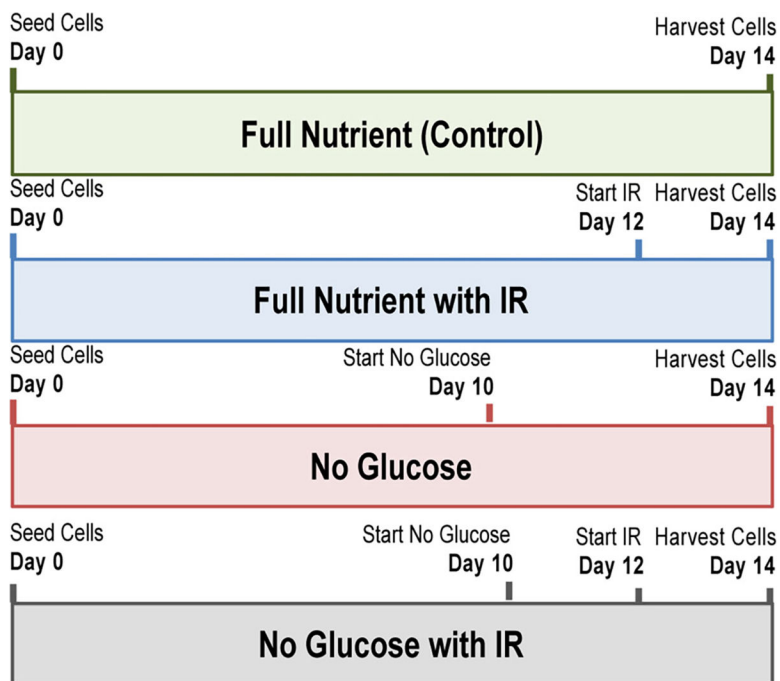 Seed Cells Harvest Cells
Day 0 Day 14
Full Nutrient (Control)
Seed Cells Start IR Harvest Cells
Day 0 Day 12 Day 14
Full Nutrient with IR
Seed Cells Start No Glucose Harvest Cells
Day 0 Day 10 Day 14
No Glucose
Seed Cells Start No Glucose Start IR Harvest Cells
Day 0 Day 10 Day 12 Day 14
No Glucose with IR